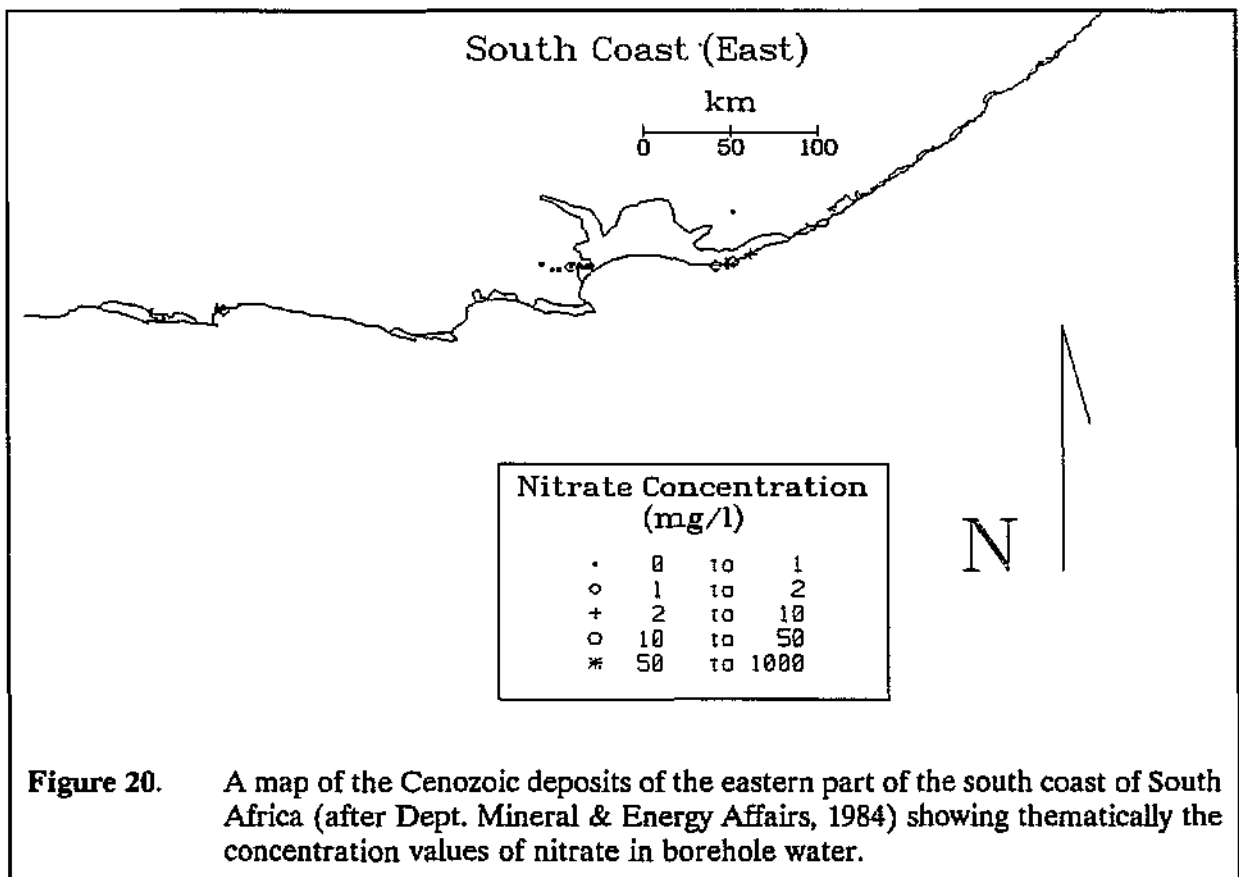 South Coast (East)
km
0 50 100
N
Nitrate Concentration
(mg/l)
0 to 1
1 to 2
2 to 10
10 to 50
50 to 1000
Figure 20. A map of the Cenozoic deposits of the eastern part of the south coast of South
Africa (after Dept. Mineral & Energy Affairs, 1984) showing thematically the
concentration values of nitrate in borehole water.